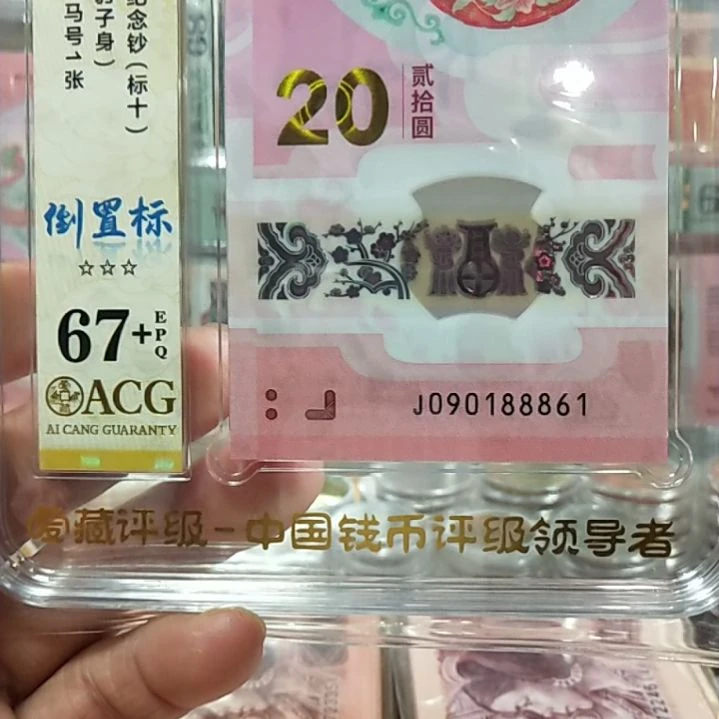 纪念钞(标十)
豹子身)
马号1张
倒置标
☆☆☆
67+EPQ
ACG
AI CANG GUARANTY
20
贰拾圆
J090188861
爱藏评级-中国钱币评级领导者